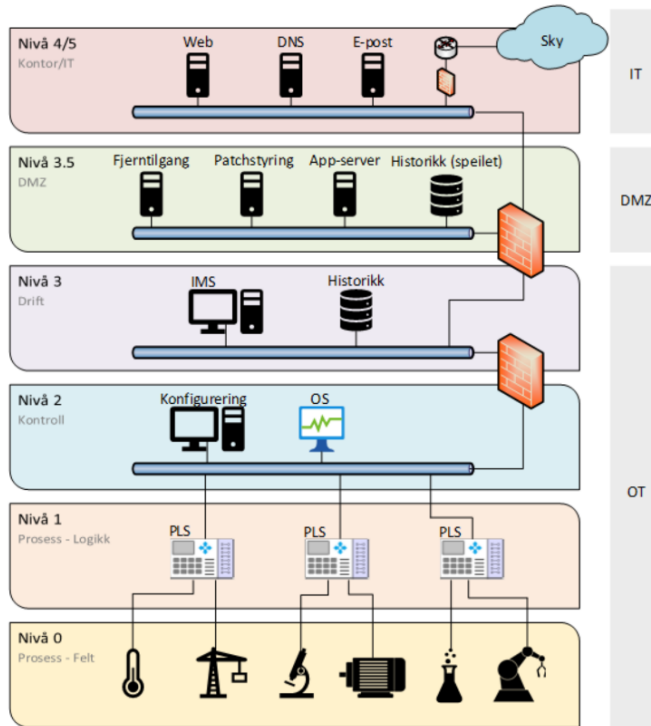 Nivå 4/5
Kontor/IT
Web
DNS
E-post
Sky
IT
Nivå 3.5
DMZ
Fjerntilgang
Patchstyring
App-server
Historikk (speilet)
DMZ
Nivå 3
Drift
IMS
Historikk
Nivå 2
Kontroll
Konfigurering
OS
OT
Nivå 1
Prosess - Logikk
PLS
PLS
PLS
Nivå 0
Prosess - Felt